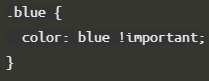 .blue {
  color: blue !important;
}